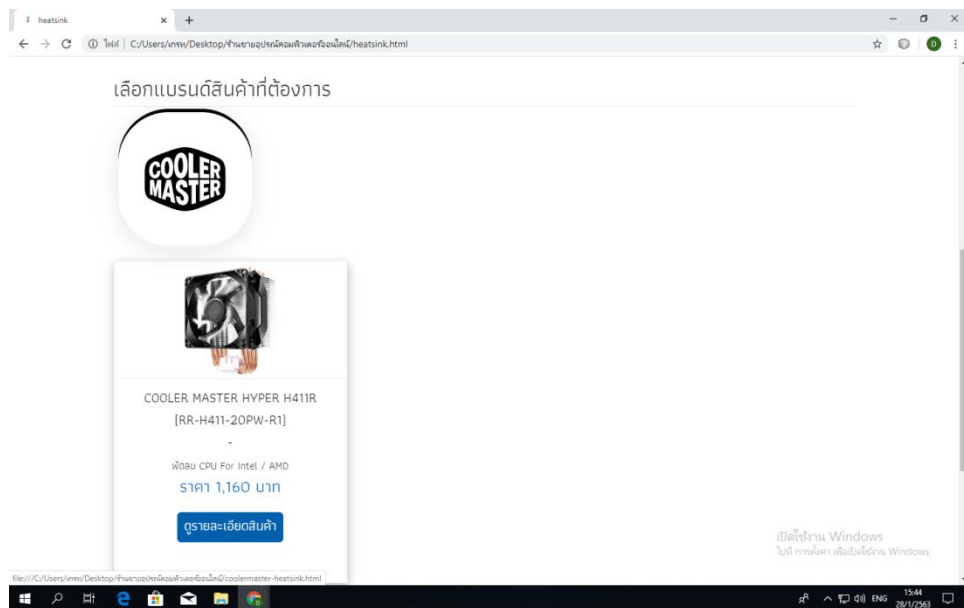 heatsink
ไฟล์ | C:/Users/เทรท/Desktop/ร้านขายอุปรณ์คอมพิวเตอร์ออนไลน์/heatsink.html
D
เลือกแบรนด์สินค้าที่ต้องการ
COOLER
MASTER
COOLER MASTER HYPER H411R
[RR-H411-20PW-R1]
-
พัดลม CPU For Intel / AMD
ราคา 1,160 บาท
ดูรายละเอียดสินค้า
เปิดใช้งาน Windows
ไปที่ การตั้งค่า เพื่อเปิดใช้งาน Windows
file:///C:/Users/เทรท/Desktop/ร้านขายอุปรณ์คอมพิวเตอร์ออนไลน์/coolermaster-heatsink.html
ENG
15:44
28/1/2563